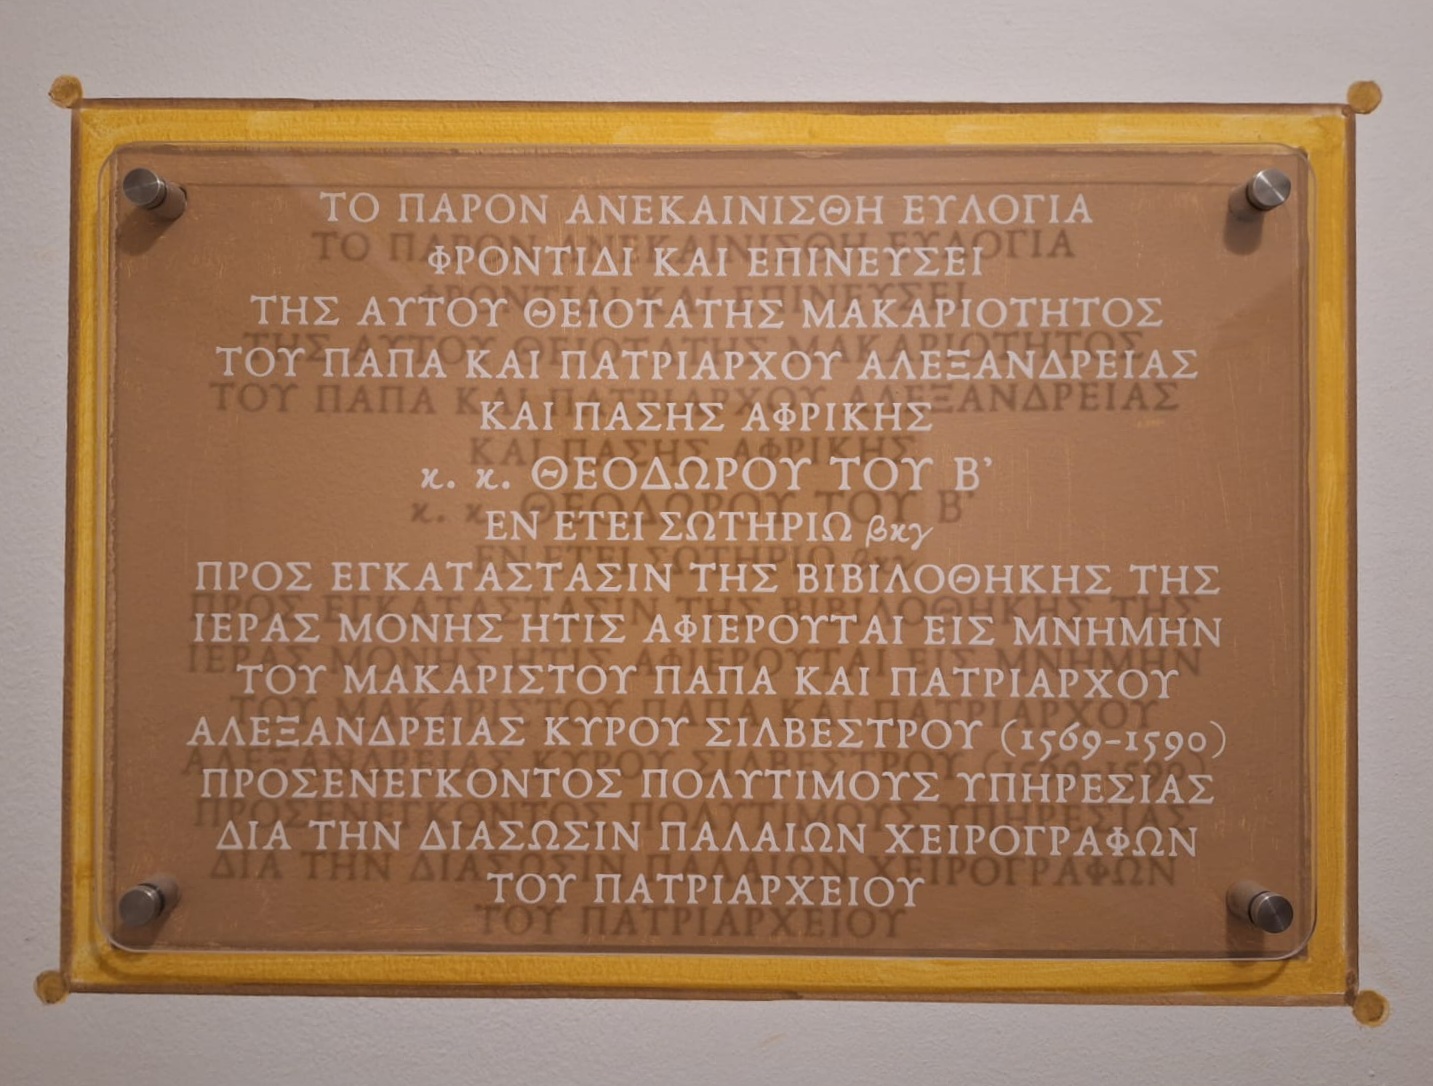 ΤΟ ΠΑΡΟΝ ΑΝΕΚΑΙΝΙΣΘΗ ΕΥΛΟΓΙΑ
ΦΡΟΝΤΙΔΙ ΚΑΙ ΕΠΙΝΕΥΣΕΙ
ΤΗΣ ΑΥΤΟΥ ΘΕΙΟΤΑΤΗΣ ΜΑΚΑΡΙΟΤΗΤΟΣ
ΤΟΥ ΠΑΠΑ ΚΑΙ ΠΑΤΡΙΑΡΧΟΥ ΑΛΕΞΑΝΔΡΕΙΑΣ
ΚΑΙ ΠΑΣΗΣ ΑΦΡΙΚΗΣ
κ. κ. ΘΕΟΔΩΡΟΥ ΤΟΥ Β’
ΕΝ ΕΤΕΙ ΣΩΤΗΡΙΩ βκγ
ΠΡΟΣ ΕΓΚΑΤΑΣΤΑΣΙΝ ΤΗΣ ΒΙΒΙΛΟΘΗΚΗΣ ΤΗΣ
ΙΕΡΑΣ ΜΟΝΗΣ ΗΤΙΣ ΑΦΙΕΡΟΥΤΑΙ ΕΙΣ ΜΝΗΜΗΝ
ΤΟΥ ΜΑΚΑΡΙΣΤΟΥ ΠΑΠΑ ΚΑΙ ΠΑΤΡΙΑΡΧΟΥ
ΑΛΕΞΑΝΔΡΕΙΑΣ ΚΥΡΟΥ ΣΙΛΒΕΣΤΡΟΥ (1569-1590)
ΠΡΟΣΕΝΕΓΚΟΝΤΟΣ ΠΟΛΥΤΙΜΟΥΣ ΥΠΗΡΕΣΙΑΣ
ΔΙΑ ΤΗΝ ΔΙΑΣΩΣΙΝ ΠΑΛΑΙΩΝ ΧΕΙΡΟΓΡΑΦΩΝ
ΤΟΥ ΠΑΤΡΙΑΡΧΕΙΟΥ